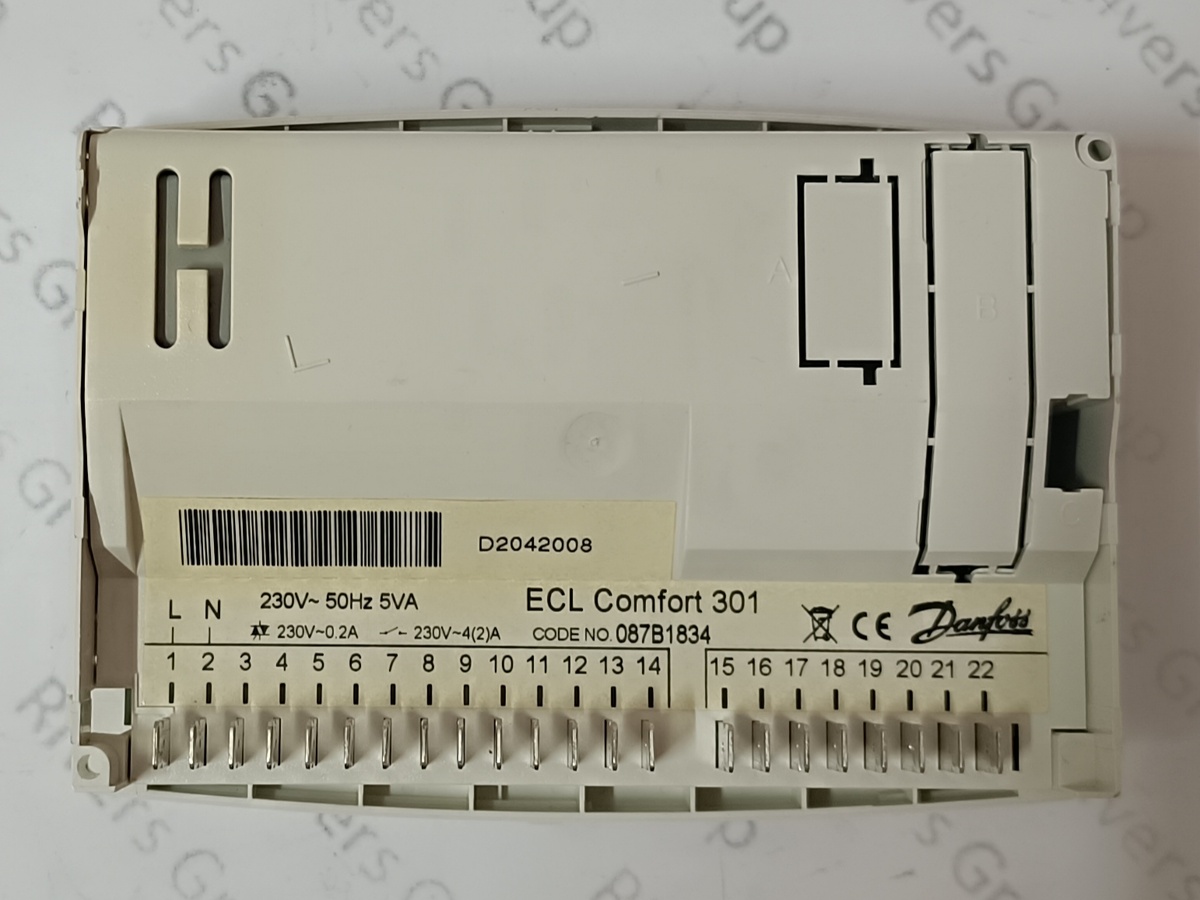 Rivers Group
A
B
C
D2042008
L N 230V~ 50Hz 5VA ECL Comfort 301
230V~0.2A 230V~4(2)A CODE NO. 087B1834 CE Danfoss
1 2 3 4 5 6 7 8 9 10 11 12 13 14 15 16 17 18 19 20 21 22